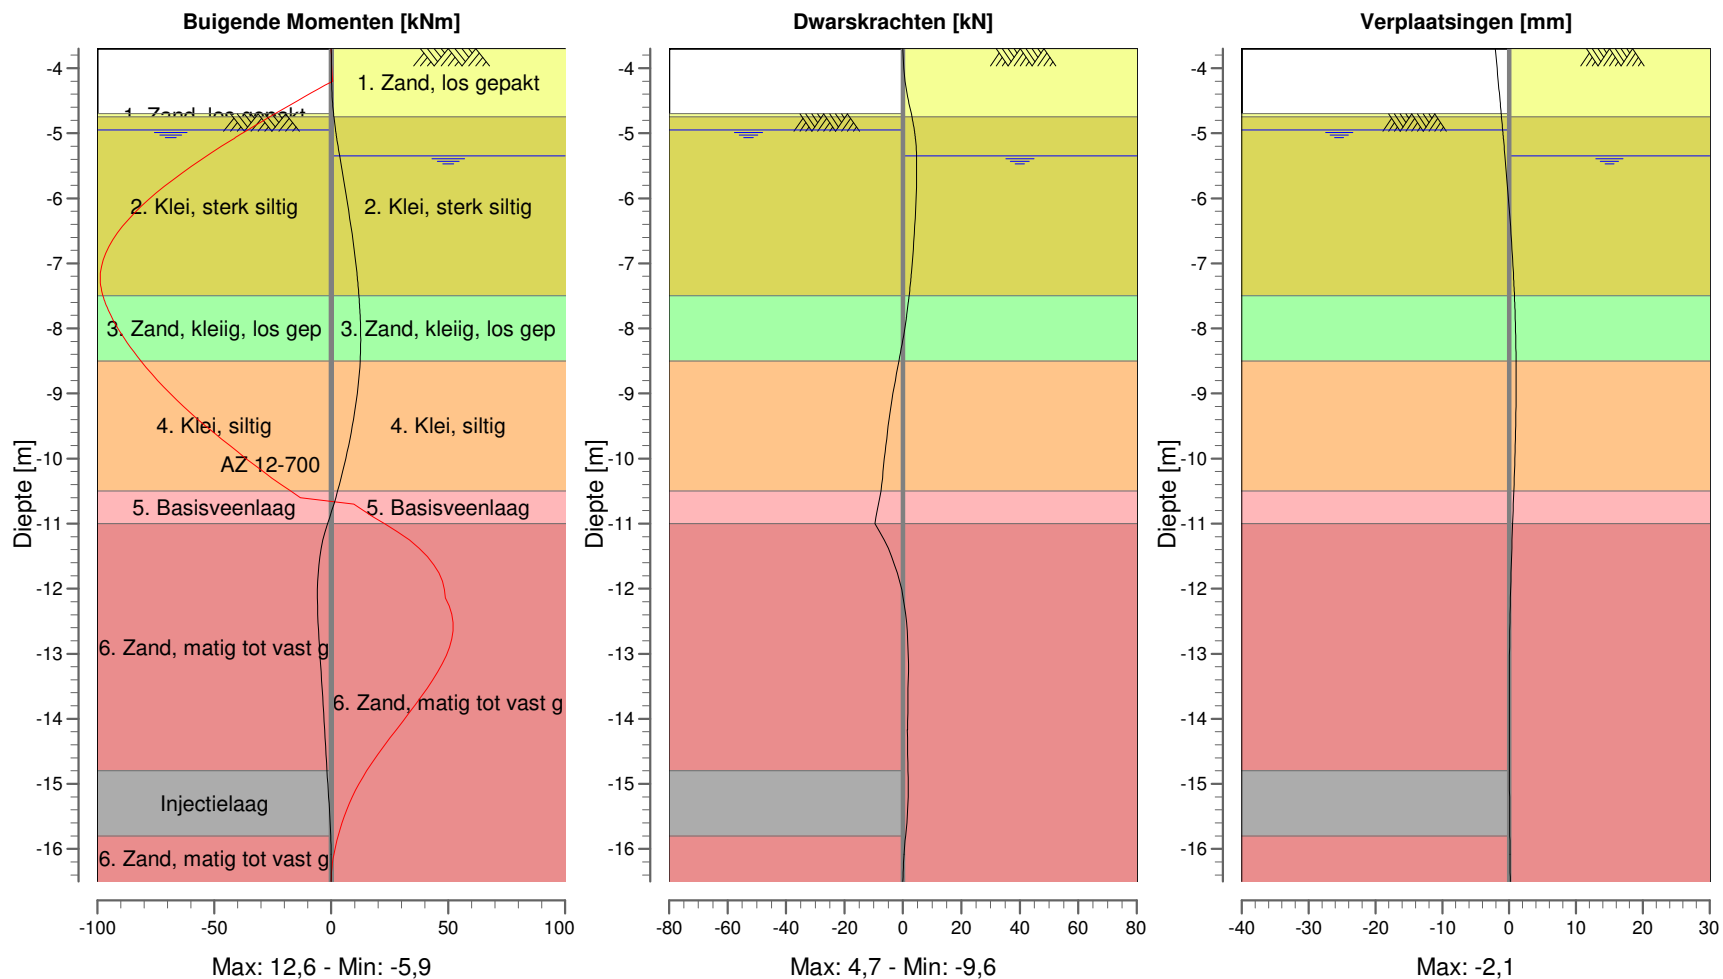 Buigende Momenten [kNm]
Dwarskrachten [kN]
Verplaatsingen [mm]
Diepte [m]
-4
-5
-6
-7
-8
-9
-10
-11
-12
-13
-14
-15
-16
1. Zand, los gepakt
1. Zand, los gepakt
2. Klei, sterk siltig
2. Klei, sterk siltig
3. Zand, kleiig, los gep
3. Zand, kleiig, los gep
4. Klei, siltig
4. Klei, siltig
AZ 12-700
5. Basisveenlaag
5. Basisveenlaag
6. Zand, matig tot vast g
6. Zand, matig tot vast g
Injectielaag
6. Zand, matig tot vast g
-100 -50 0 50 100
Max: 12,6 - Min: -5,9
Diepte [m]
-4
-5
-6
-7
-8
-9
-10
-11
-12
-13
-14
-15
-16
-80 -60 -40 -20 0 20 40 60 80
Max: 4,7 - Min: -9,6
Diepte [m]
-4
-5
-6
-7
-8
-9
-10
-11
-12
-13
-14
-15
-16
-40 -30 -20 -10 0 10 20 30
Max: -2,1